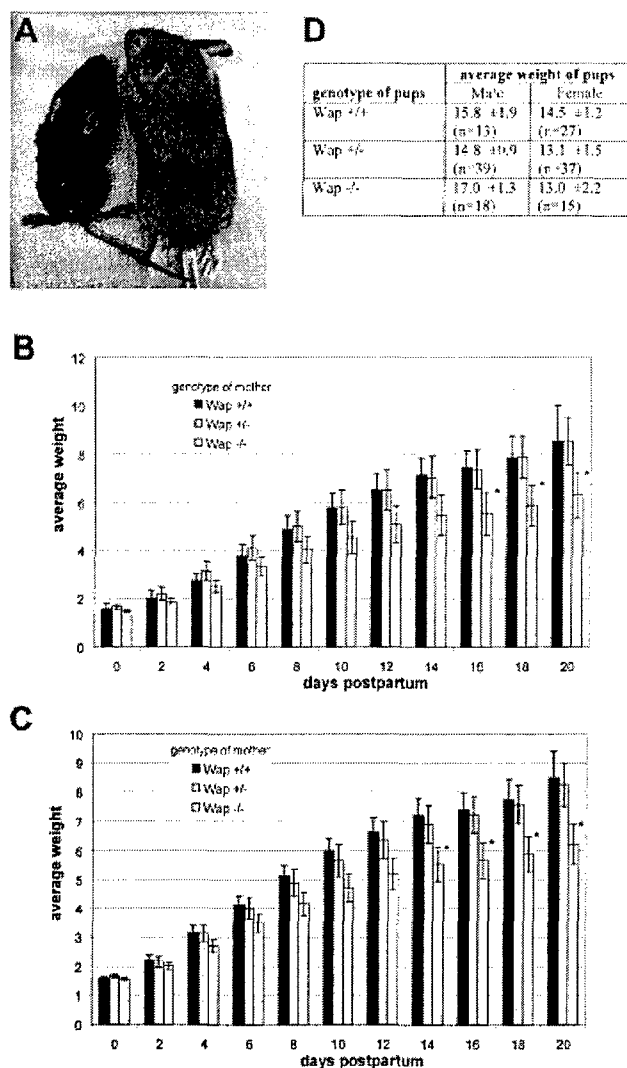 A
D
average weight of pups
genotype of pups Male Female
Wap +/+ 15.8 ±1.9 14.5 ±1.2
(n=13) (n=27)
Wap +/- 14.8 ±0.9 13.1 ±1.5
(n=39) (n=37)
Wap -/- 17.0 ±1.3 13.0 ±2.2
(n=18) (n=15)
B
12
10
8
6
4
2
0
average weight
genotype of mother
Wap +/+
Wap +/-
Wap -/-
* * *
0 2 4 6 8 10 12 14 16 18 20
days postpartum
C
10
9
8
7
6
5
4
3
2
1
0
average weight
genotype of mother
Wap +/+
Wap +/-
Wap -/-
* * * *
0 2 4 6 8 10 12 14 16 18 20
days postpartum